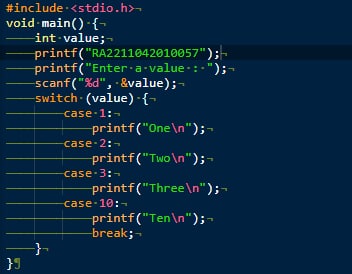 #include <stdio.h>
void main() {
    int value;
    printf("RA2211042010057");
    printf("Enter a value : ");
    scanf("%d", &value);
    switch (value) {
        case 1:
            printf("One\n");
        case 2:
            printf("Two\n");
        case 3:
            printf("Three\n");
        case 10:
            printf("Ten\n");
            break;
    }
}